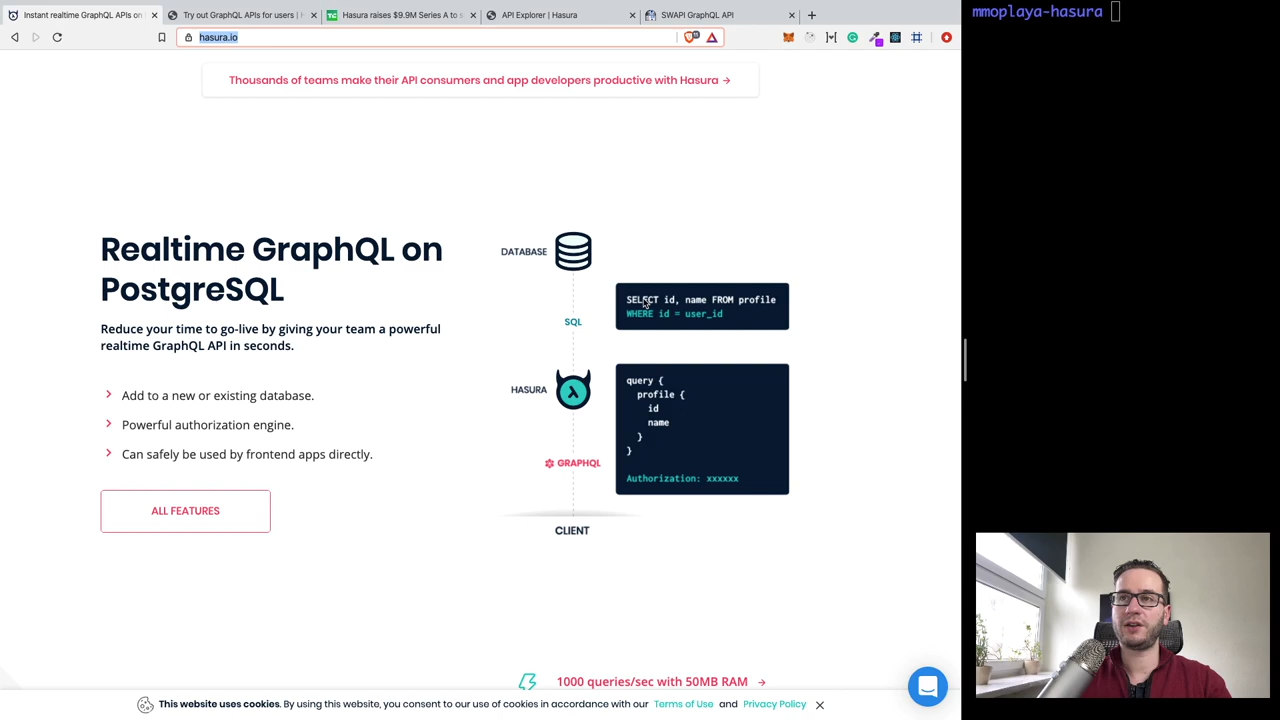 Instant realtime GraphQL APIs on
Try out GraphQL APIs for users | H
Hasura raises $9.9M Series A to s
API Explorer | Hasura
SWAPI GraphQL API
hasura.io
mmoplaya-hasura
Thousands of teams make their API consumers and app developers productive with Hasura →
Realtime GraphQL on
PostgreSQL
Reduce your time to go-live by giving your team a powerful
realtime GraphQL API in seconds.
Add to a new or existing database.
Powerful authorization engine.
Can safely be used by frontend apps directly.
ALL FEATURES
DATABASE
SELECT id, name FROM profile
WHERE id = user_id
SQL
HASURA
query {
profile {
id
name
}
}
Authorization: xxxxxx
GRAPHQL
CLIENT
1000 queries/sec with 50MB RAM →
This website uses cookies. By using this website, you consent to our use of cookies in accordance with our Terms of Use and Privacy Policy